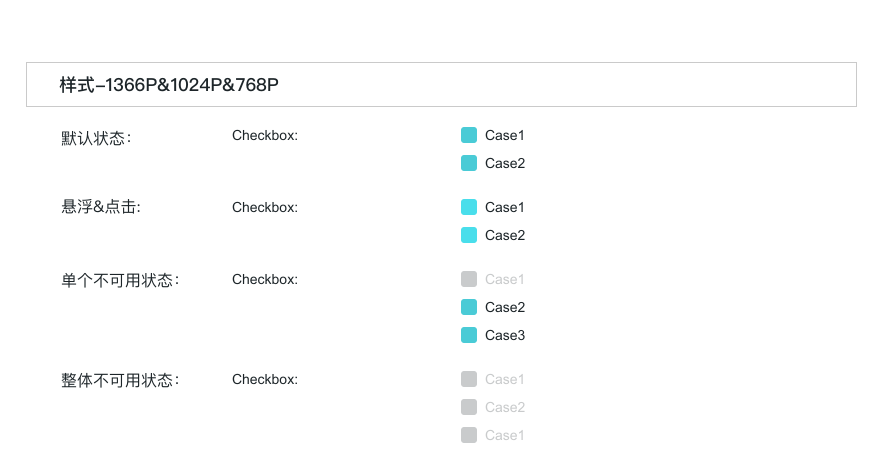 样式-1366P&1024P&768P
默认状态： Checkbox: Case1
Case2
悬浮&点击: Checkbox: Case1
Case2
单个不可用状态： Checkbox: Case1
Case2
Case3
整体不可用状态： Checkbox: Case1
Case2
Case1